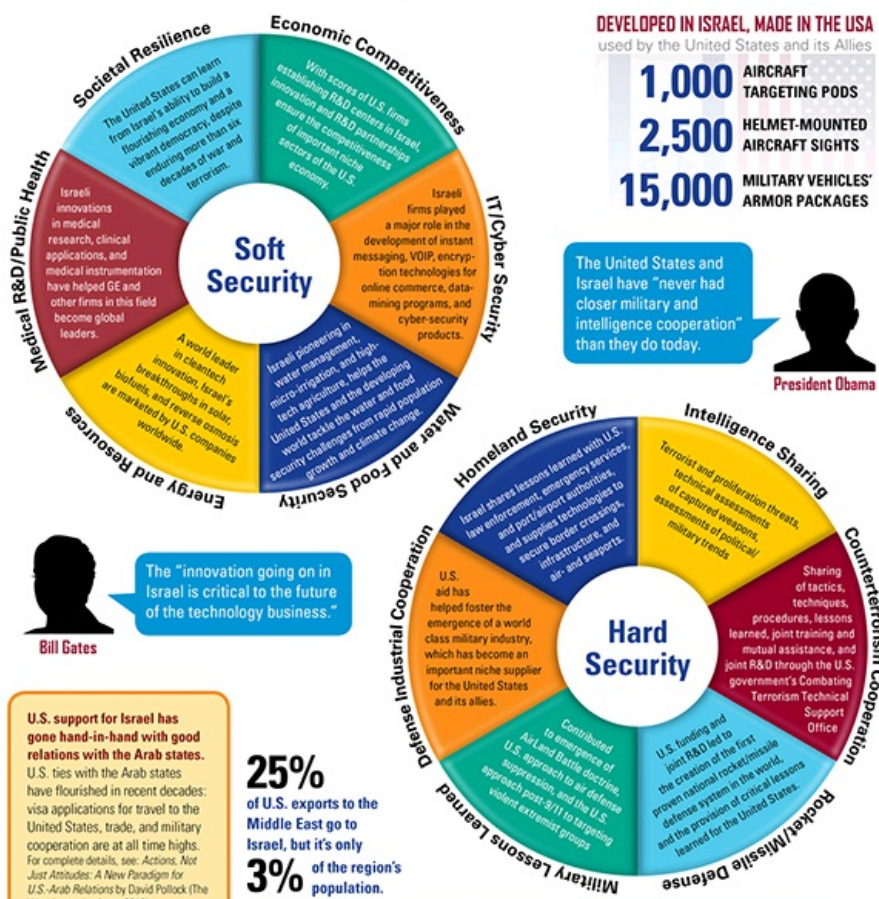 Economic Competitiveness
With scores of U.S. firms
establishing R&D centers in Israel,
innovation and R&D partnerships
ensure the competitiveness
of important niche
sectors of the U.S.
economy.
IT/Cyber Security
Israeli
firms played
a major role in the
development of instant
messaging, VOIP, encryp-
tion technologies for
online commerce, data-
mining programs, and
cyber-security
products.
Water and Food Security
Israeli pioneering in
water management,
micro-irrigation, and high-
tech agriculture, helps the
United States and the developing
world tackle the water and food
security challenges from rapid population
growth and climate change.
Energy and Resources
A world leader
in cleantech
innovation, Israel's
breakthroughs in solar,
biofuels, and reverse osmosis
are marketed by U.S. companies
worldwide.
Medical R&D/Public Health
Israeli
innovations
in medical
research, clinical
applications, and
medical instrumentation
have helped GE and
other firms in this field
become global
leaders.
Societal Resilience
The United States can learn
from Israel's ability to build a
flourishing economy and a
vibrant democracy, despite
enduring more than six
decades of war and
terrorism.
Soft
Security
DEVELOPED IN ISRAEL, MADE IN THE USA
used by the United States and its Allies
1,000 AIRCRAFT
TARGETING PODS
2,500 HELMET-MOUNTED
AIRCRAFT SIGHTS
15,000 MILITARY VEHICLES'
ARMOR PACKAGES
The United States and
Israel have "never had
closer military and
intelligence cooperation"
than they do today.
President Obama
The "innovation going on in
Israel is critical to the future
of the technology business."
Bill Gates
Homeland Security
Israel shares lessons learned with U.S.
law enforcement, emergency services,
and port/airport authorities,
and supplies technologies to
secure border crossings,
infrastructure, and
air- and seaports.
Intelligence Sharing
Terrorist and proliferation threats,
technical assessments
of captured weapons,
assessments of political/
military trends
Counterterrorism Cooperation
Sharing
of tactics,
techniques,
procedures, lessons
learned, joint training and
mutual assistance, and
joint R&D through the U.S.
government's Combating
Terrorism Technical
Support
Office
Rocket/Missile Defense
U.S. funding and
joint R&D led to
the creation of the first
proven national rocket/missile
defense system in the world,
and the provision of critical lessons
learned for the United States.
Military Lessons Learned
Contributed
to emergence of
AirLand Battle doctrine,
U.S. approach to air defense
suppression, and the U.S.
approach post-9/11 to targeting
violent extremist groups
Defense Industrial Cooperation
U.S.
aid has
helped foster the
emergence of a world
class military industry,
which has become an
important niche supplier
for the United States
and its allies.
Hard
Security
U.S. support for Israel has
gone hand-in-hand with good
relations with the Arab states.
U.S. ties with the Arab states
have flourished in recent decades:
visa applications for travel to the
United States, trade, and military
cooperation are at all time highs.
For complete details, see: Actions, Not
Just Attitudes: A New Paradigm for
U.S.-Arab Relations by David Pollock (The
25%
of U.S. exports to the
Middle East go to
Israel, but it's only
3% of the region's
population.